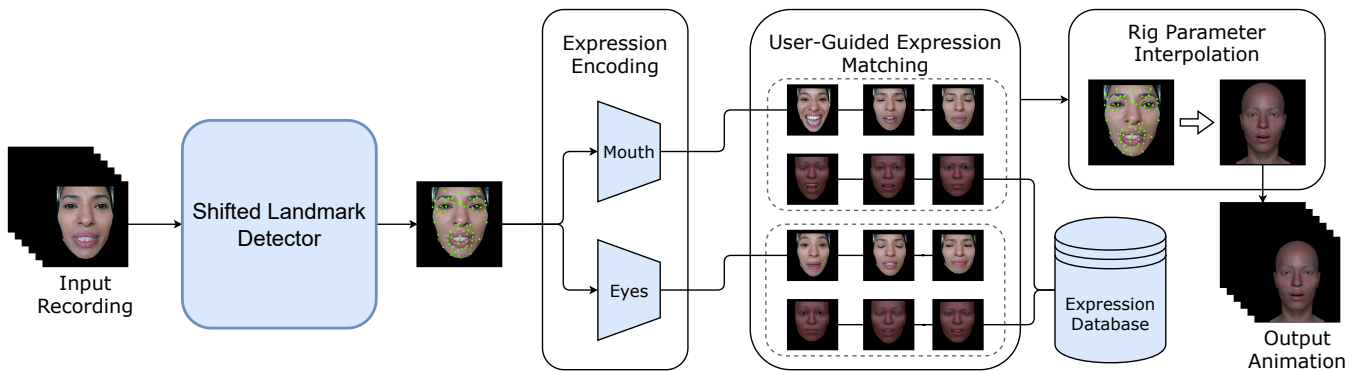 Input
Recording
Shifted Landmark
Detector
Expression
Encoding
Mouth
Eyes
User-Guided Expression
Matching
Expression
Database
Rig Parameter
Interpolation
Output
Animation